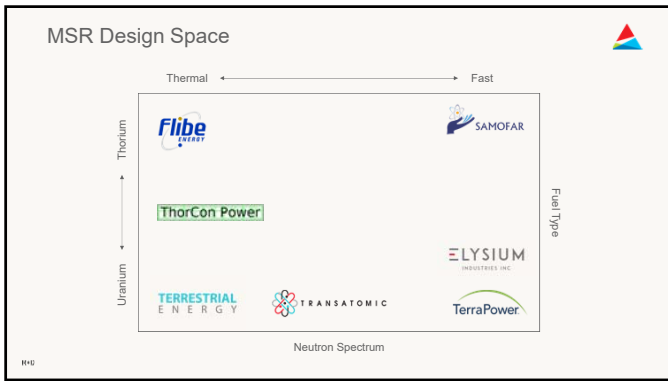 MSR Design Space
Thermal
Fast
Thorium
Uranium
Flibe
ENERGY
SAMOFAR
ThorCon Power
ELYSIUM
INDUSTRIES INC
TERRESTRIAL
ENERGY
TRANSATOMIC
TerraPower
Fuel Type
Neutron Spectrum